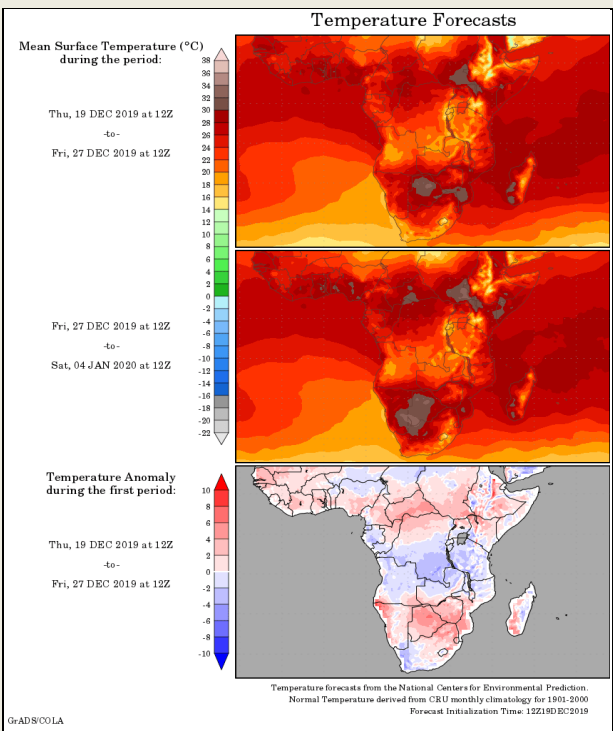 Temperature Forecasts
Mean Surface Temperature (°C)
during the period:
Thu, 19 DEC 2019 at 12Z
-to-
Fri, 27 DEC 2019 at 12Z
38
36
34
32
30
28
26
24
22
20
18
16
14
12
10
8
6
4
2
0
-2
-4
-6
-8
-10
-12
-14
-16
-18
-20
-22
Fri, 27 DEC 2019 at 12Z
-to-
Sat, 04 JAN 2020 at 12Z
Temperature Anomaly
during the first period:
Thu, 19 DEC 2019 at 12Z
-to-
Fri, 27 DEC 2019 at 12Z
10
8
6
4
2
0
-2
-4
-6
-8
-10
Temperature forecasts from the National Centers for Environmental Prediction.
Normal Temperature derived from CRU monthly climatology for 1901-2000
Forecast Initialization Time: 12Z19DEC2019
GrADS/COLA